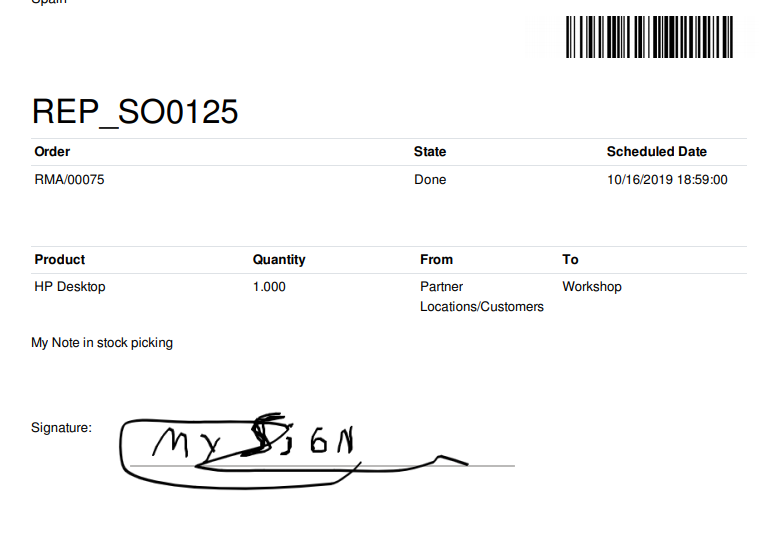 Spain
REP_SO0125
Order State Scheduled Date
RMA/00075 Done 10/16/2019 18:59:00
Product Quantity From To
HP Desktop 1.000 Partner Workshop
Locations/Customers
My Note in stock picking
Signature: MY SIGN